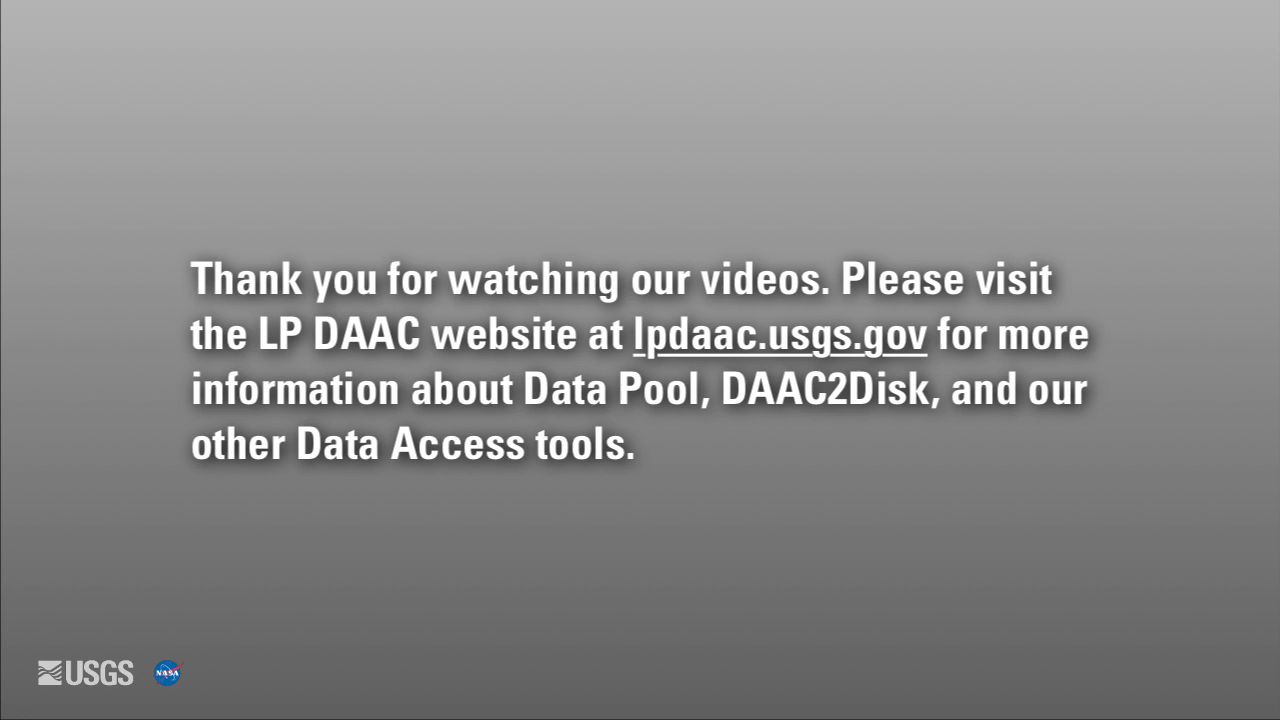 Thank you for watching our videos. Please visit
the LP DAAC website at lpdaac.usgs.gov for more
information about Data Pool, DAAC2Disk, and our
other Data Access tools.
USGS
NASA